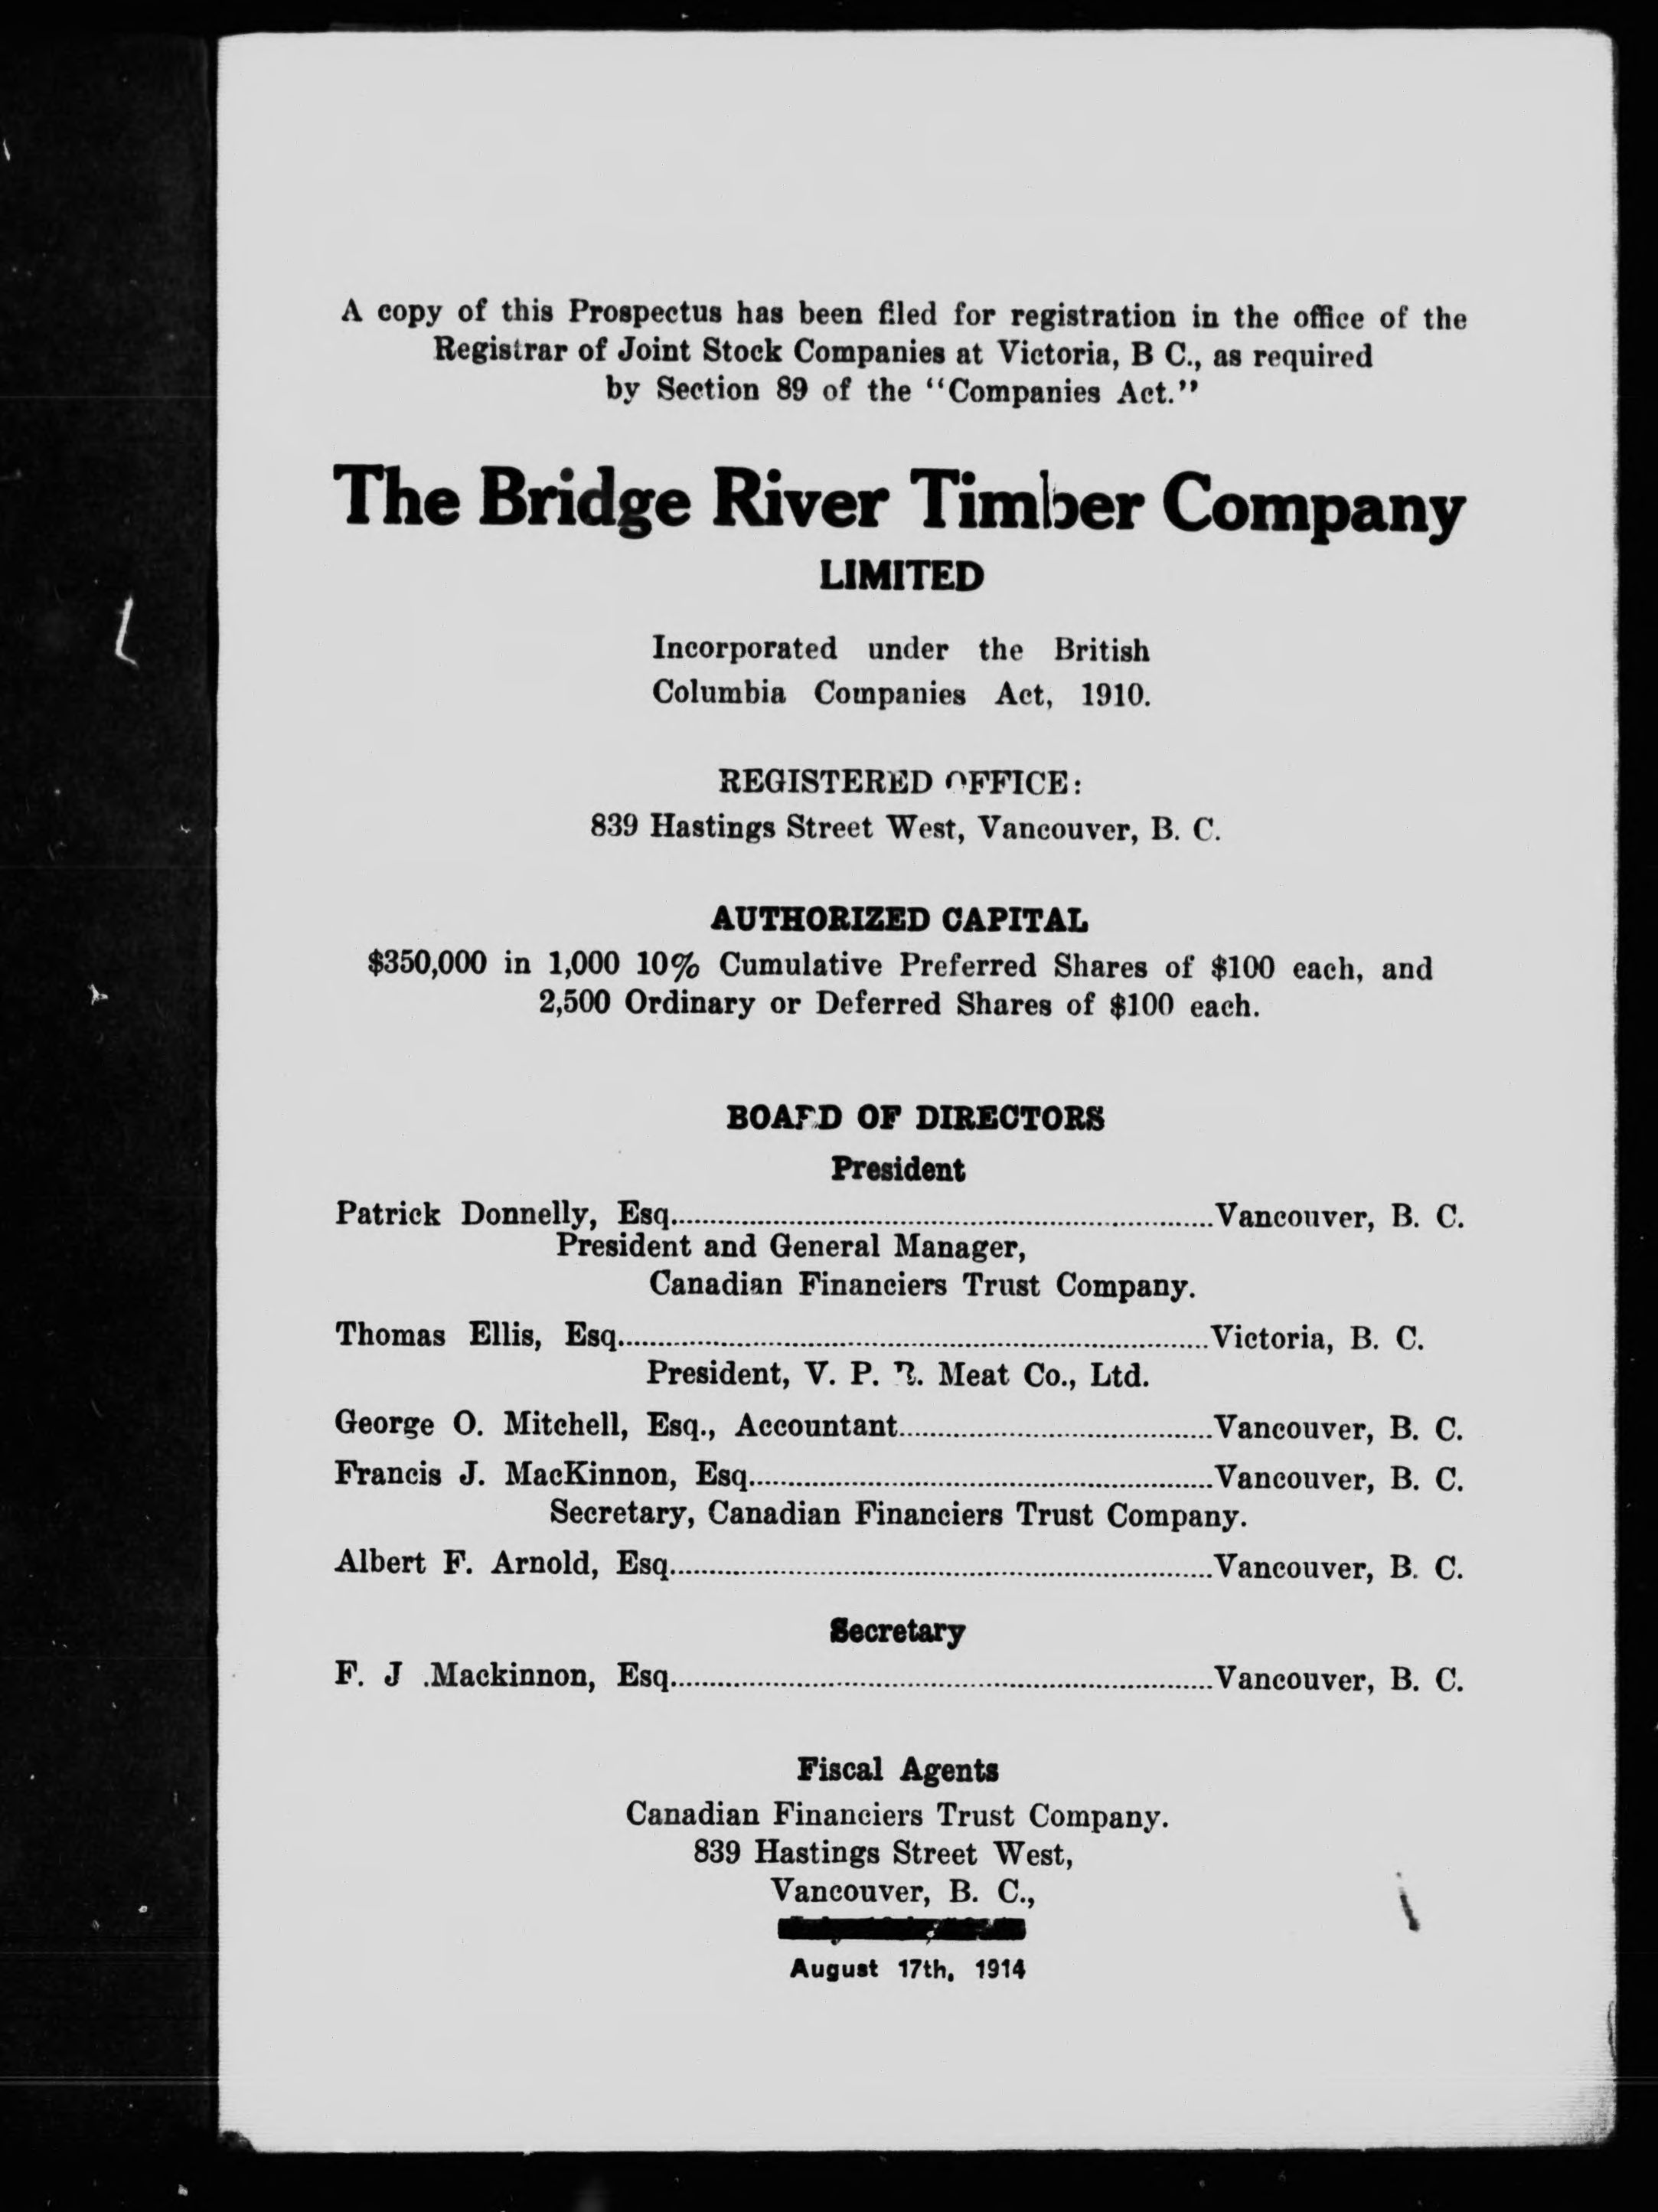 A copy of this Prospectus has been filed for registration in the office of the
Registrar of Joint Stock Companies at Victoria, B C., as required
by Section 89 of the "Companies Act."
The Bridge River Timber Company
LIMITED
Incorporated under the British
Columbia Companies Act, 1910.
REGISTERED OFFICE:
839 Hastings Street West, Vancouver, B. C.
AUTHORIZED CAPITAL
$350,000 in 1,000 10% Cumulative Preferred Shares of $100 each, and
2,500 Ordinary or Deferred Shares of $100 each.
BOARD OF DIRECTORS
President
Patrick Donnelly, Esq.....Vancouver, B. C.
President and General Manager,
Canadian Financiers Trust Company.
Thomas Ellis, Esq.....Victoria, B. C.
President, V. P. R. Meat Co., Ltd.
George O. Mitchell, Esq., Accountant.....Vancouver, B. C.
Francis J. MacKinnon, Esq.....Vancouver, B. C.
Secretary, Canadian Financiers Trust Company.
Albert F. Arnold, Esq.....Vancouver, B. C.
Secretary
F. J .Mackinnon, Esq.....Vancouver, B. C.
Fiscal Agents
Canadian Financiers Trust Company.
839 Hastings Street West,
Vancouver, B. C.,
August 17th, 1914